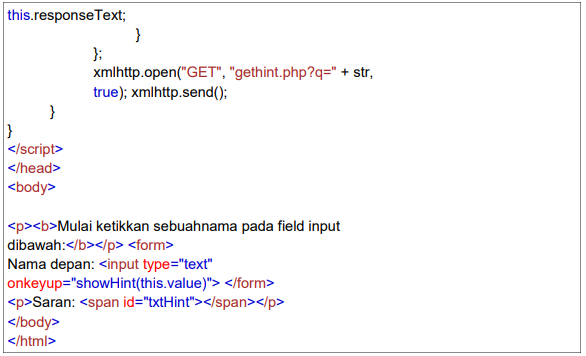 this.responseText;
}
};
xmlhttp.open("GET", "gethint.php?q=" + str,
true); xmlhttp.send();
}
}
</script>
</head>
<body>
<p><b>Mulai ketikkan sebuahnama pada field input
dibawah:</b></p> <form>
Nama depan: <input type="text"
onkeyup="showHint(this.value)"> </form>
<p>Saran: <span id="txtHint"></span></p>
</body>
</html>